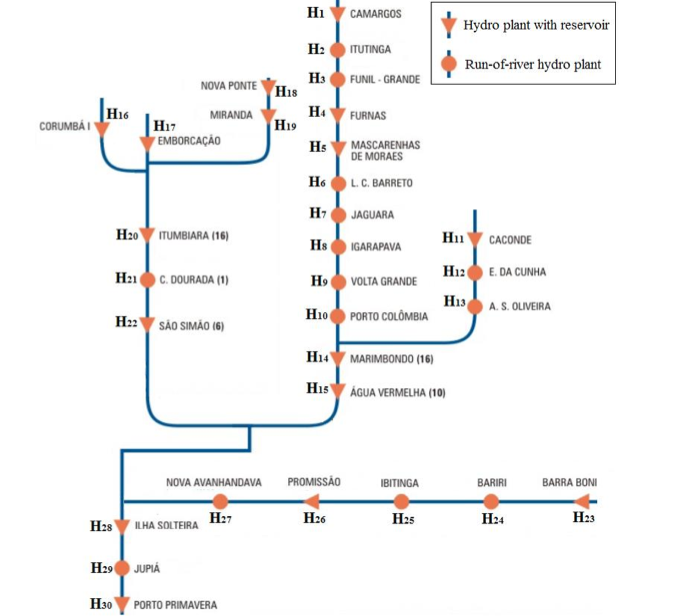 H1 CAMARGOS
Hydro plant with reservoir
H2 ITUTINGA
Run-of-river hydro plant
H3 FUNIL - GRANDE
NOVA PONTE
H18
H4 FURNAS
MIRANDA
H19
H16
CORUMBÁ I
H17
EMBORCAÇÃO
H5 MASCARENHAS
DE MORAES
H6 L. C. BARRETO
H7 JAGUARA
H8 IGARAPAVA
H9 VOLTA GRANDE
H10 PORTO COLÔMBIA
H11 CACONDE
H12 E. DA CUNHA
H13 A. S. OLIVEIRA
H20 ITUMBIARA (16)
H21 C. DOURADA (1)
H22 SÃO SIMÃO (6)
H14 MARIMBONDO (16)
H15 ÁGUA VERMELHA (10)
NOVA AVANHANDAVA PROMISSÃO IBITINGA BARIRI BARRA BONI
H27 H26 H25 H24 H23
H28 ILHA SOLTEIRA
H29 JUPIÁ
H30 PORTO PRIMAVERA